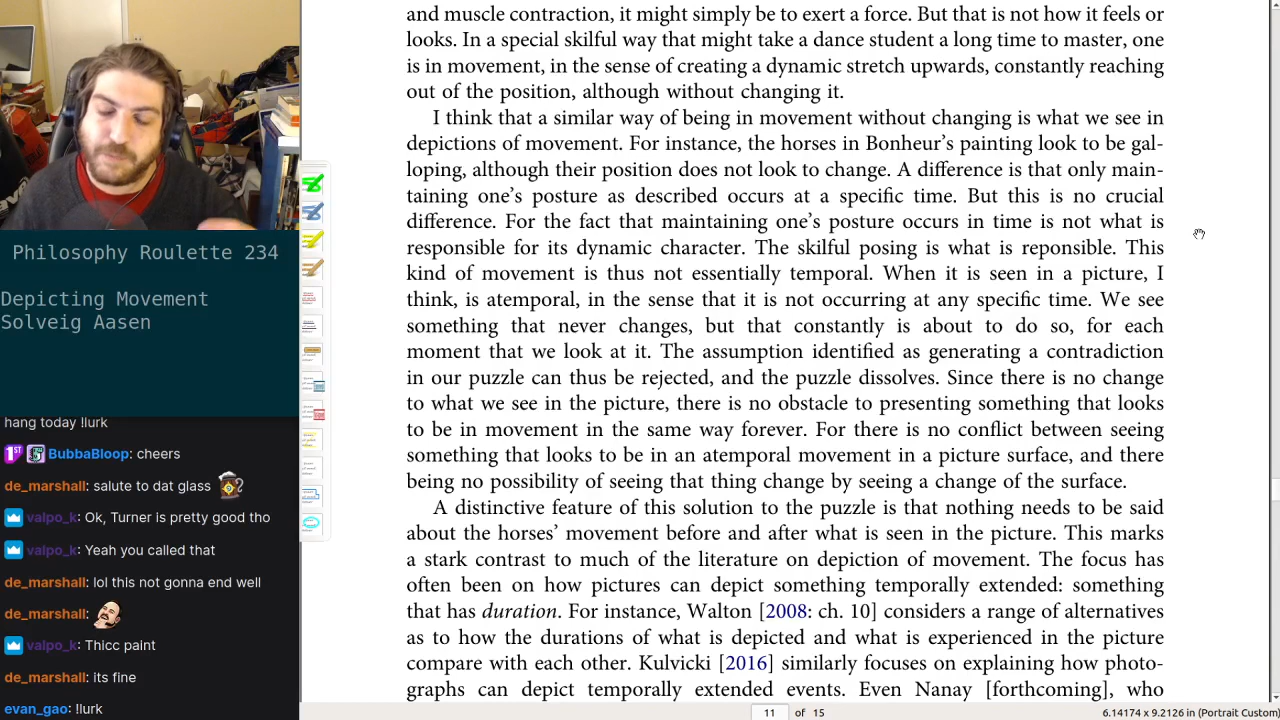 and muscle contraction, it might simply be to exert a force. But that is not how it feels or
looks. In a special skilful way that might take a dance student a long time to master, one
is in movement, in the sense of creating a dynamic stretch upwards, constantly reaching
out of the position, although without changing it.
I think that a similar way of being in movement without changing is what we see in
depictions of movement. For instance, the horses in Bonheur's painting look to be gal-
loping, although their position does not look to change. A difference is that only main-
taining one's posture as described occurs at a specific time. But this is no crucial
difference. For the fact that maintaining one's posture occurs in time is not what is
responsible for its dynamic character. The skilful posing is what is reponsible. This
kind of movement is thus not essentially temporal. When it is seen in a picture, I
think, it is atemporal in the sense that it is not occurring at any specific time. We see
something that is unchanging and constantly just about to do so, at each
time that we look at it. The assumption needed for generating a contradiction
in our puzzle can now be rejected, and the puzzle dissolves. Since there is no change
to what we see in the picture, there is no obstacle to presenting something that looks
to be in movement in the picture. Moreover, there is no conflict between seeing
something that looks to be in an atemporal movement in a picture surface, and there
being no possibility of seeing that thing change by seeing a change of the surface.
A distinctive feature of this solution to the puzzle is that nothing needs to be said
about the horses' movement before or after what is seen in the picture. This marks
a stark contrast to much of the literature on depiction of movement. The focus has
often been on how pictures can depict something temporally extended: something
that has duration. For instance, Walton [2008: ch. 10] considers a range of alternatives
as to how the durations of what is depicted and what is experienced in the picture
compare with each other. Kulvicki [2016] similarly focuses on explaining how photo-
graphs can depict temporally extended events. Even Nanay [forthcoming], who
Philosophy Roulette 234
Depicting Movement
Solveig Aasen
hang today !lurk
1ST BubbaBloop: cheers
de_marshall: salute to dat glass
valpo_k: Ok, Turner is pretty good tho
valpo_k: Yeah you called that
de_marshall: lol this not gonna end well
de_marshall:
valpo_k: Thicc paint
de_marshall: its fine
evan_gao: !lurk
11 of 15
6.14174 x 9.2126 in (Portrait Custom)